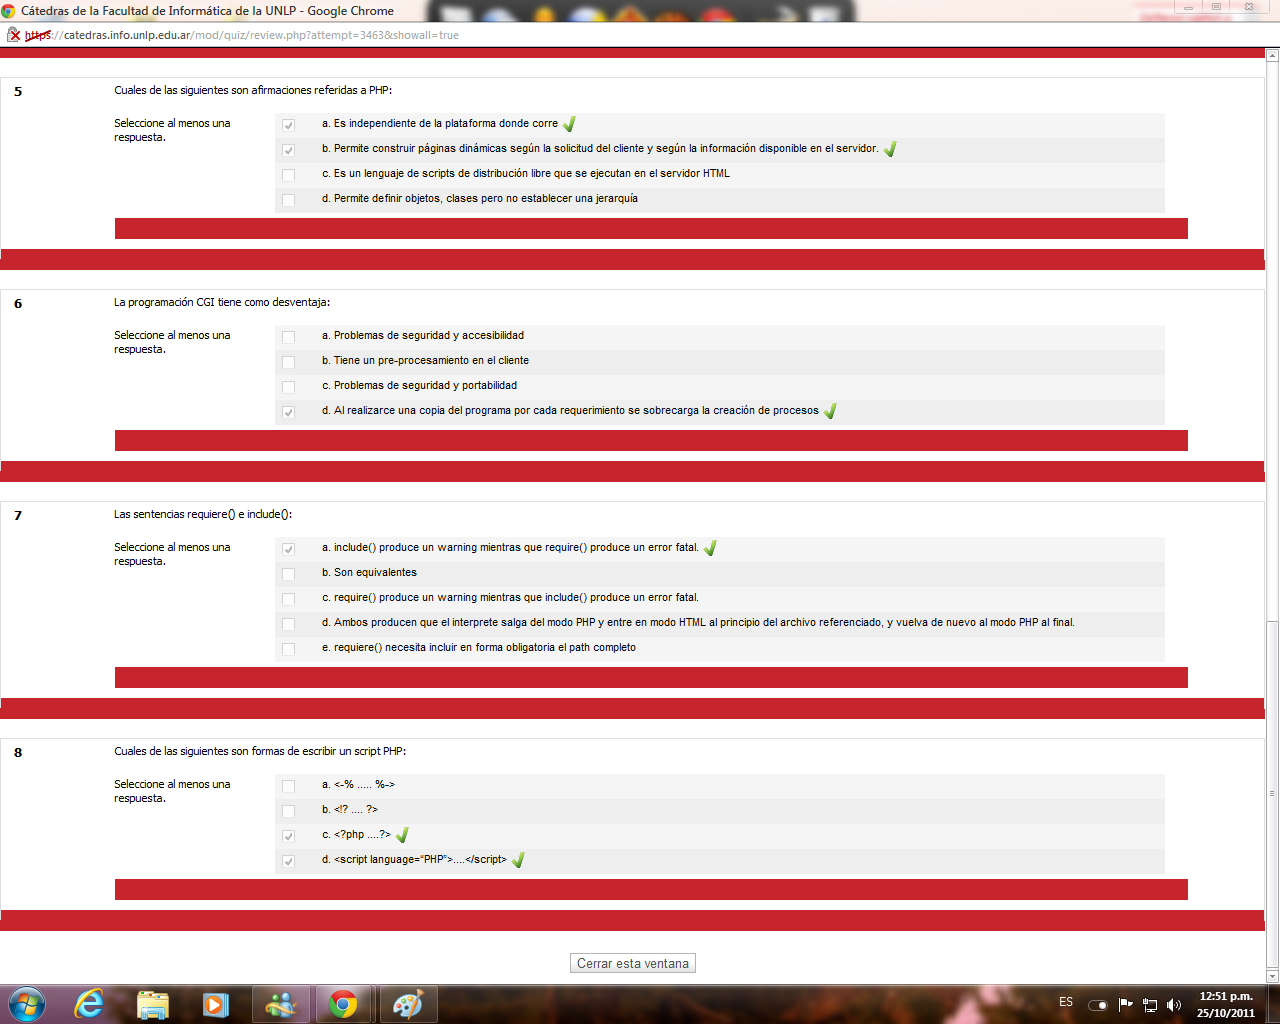 Cátedras de la Facultad de Informática de la UNLP - Google Chrome
https://catedras.info.unlp.edu.ar/mod/quiz/review.php?attempt=3463&showall=true
5
Cuales de las siguientes son afirmaciones referidas a PHP:
Seleccione al menos una
respuesta.
a. Es independiente de la plataforma donde corre
b. Permite construir páginas dinámicas según la solicitud del cliente y según la información disponible en el servidor.
c. Es un lenguaje de scripts de distribución libre que se ejecutan en el servidor HTML
d. Permite definir objetos, clases pero no establecer una jerarquía
6
La programación CGI tiene como desventaja:
Seleccione al menos una
respuesta.
a. Problemas de seguridad y accesibilidad
b. Tiene un pre-procesamiento en el cliente
c. Problemas de seguridad y portabilidad
d. Al realizarce una copia del programa por cada requerimiento se sobrecarga la creación de procesos
7
Las sentencias requiere() e include():
Seleccione al menos una
respuesta.
a. include() produce un warning mientras que require() produce un error fatal.
b. Son equivalentes
c. require() produce un warning mientras que include() produce un error fatal.
d. Ambos producen que el interprete salga del modo PHP y entre en modo HTML al principio del archivo referenciado, y vuelva de nuevo al modo PHP al final.
e. requiere() necesita incluir en forma obligatoria el path completo
8
Cuales de las siguientes son formas de escribir un script PHP:
Seleccione al menos una
respuesta.
a. <-% ..... %->
b. <!? .... ?>
c. <?php ....?>
d. <script language=“PHP”>....</script>
Cerrar esta ventana
ES
12:51 p.m.
25/10/2011